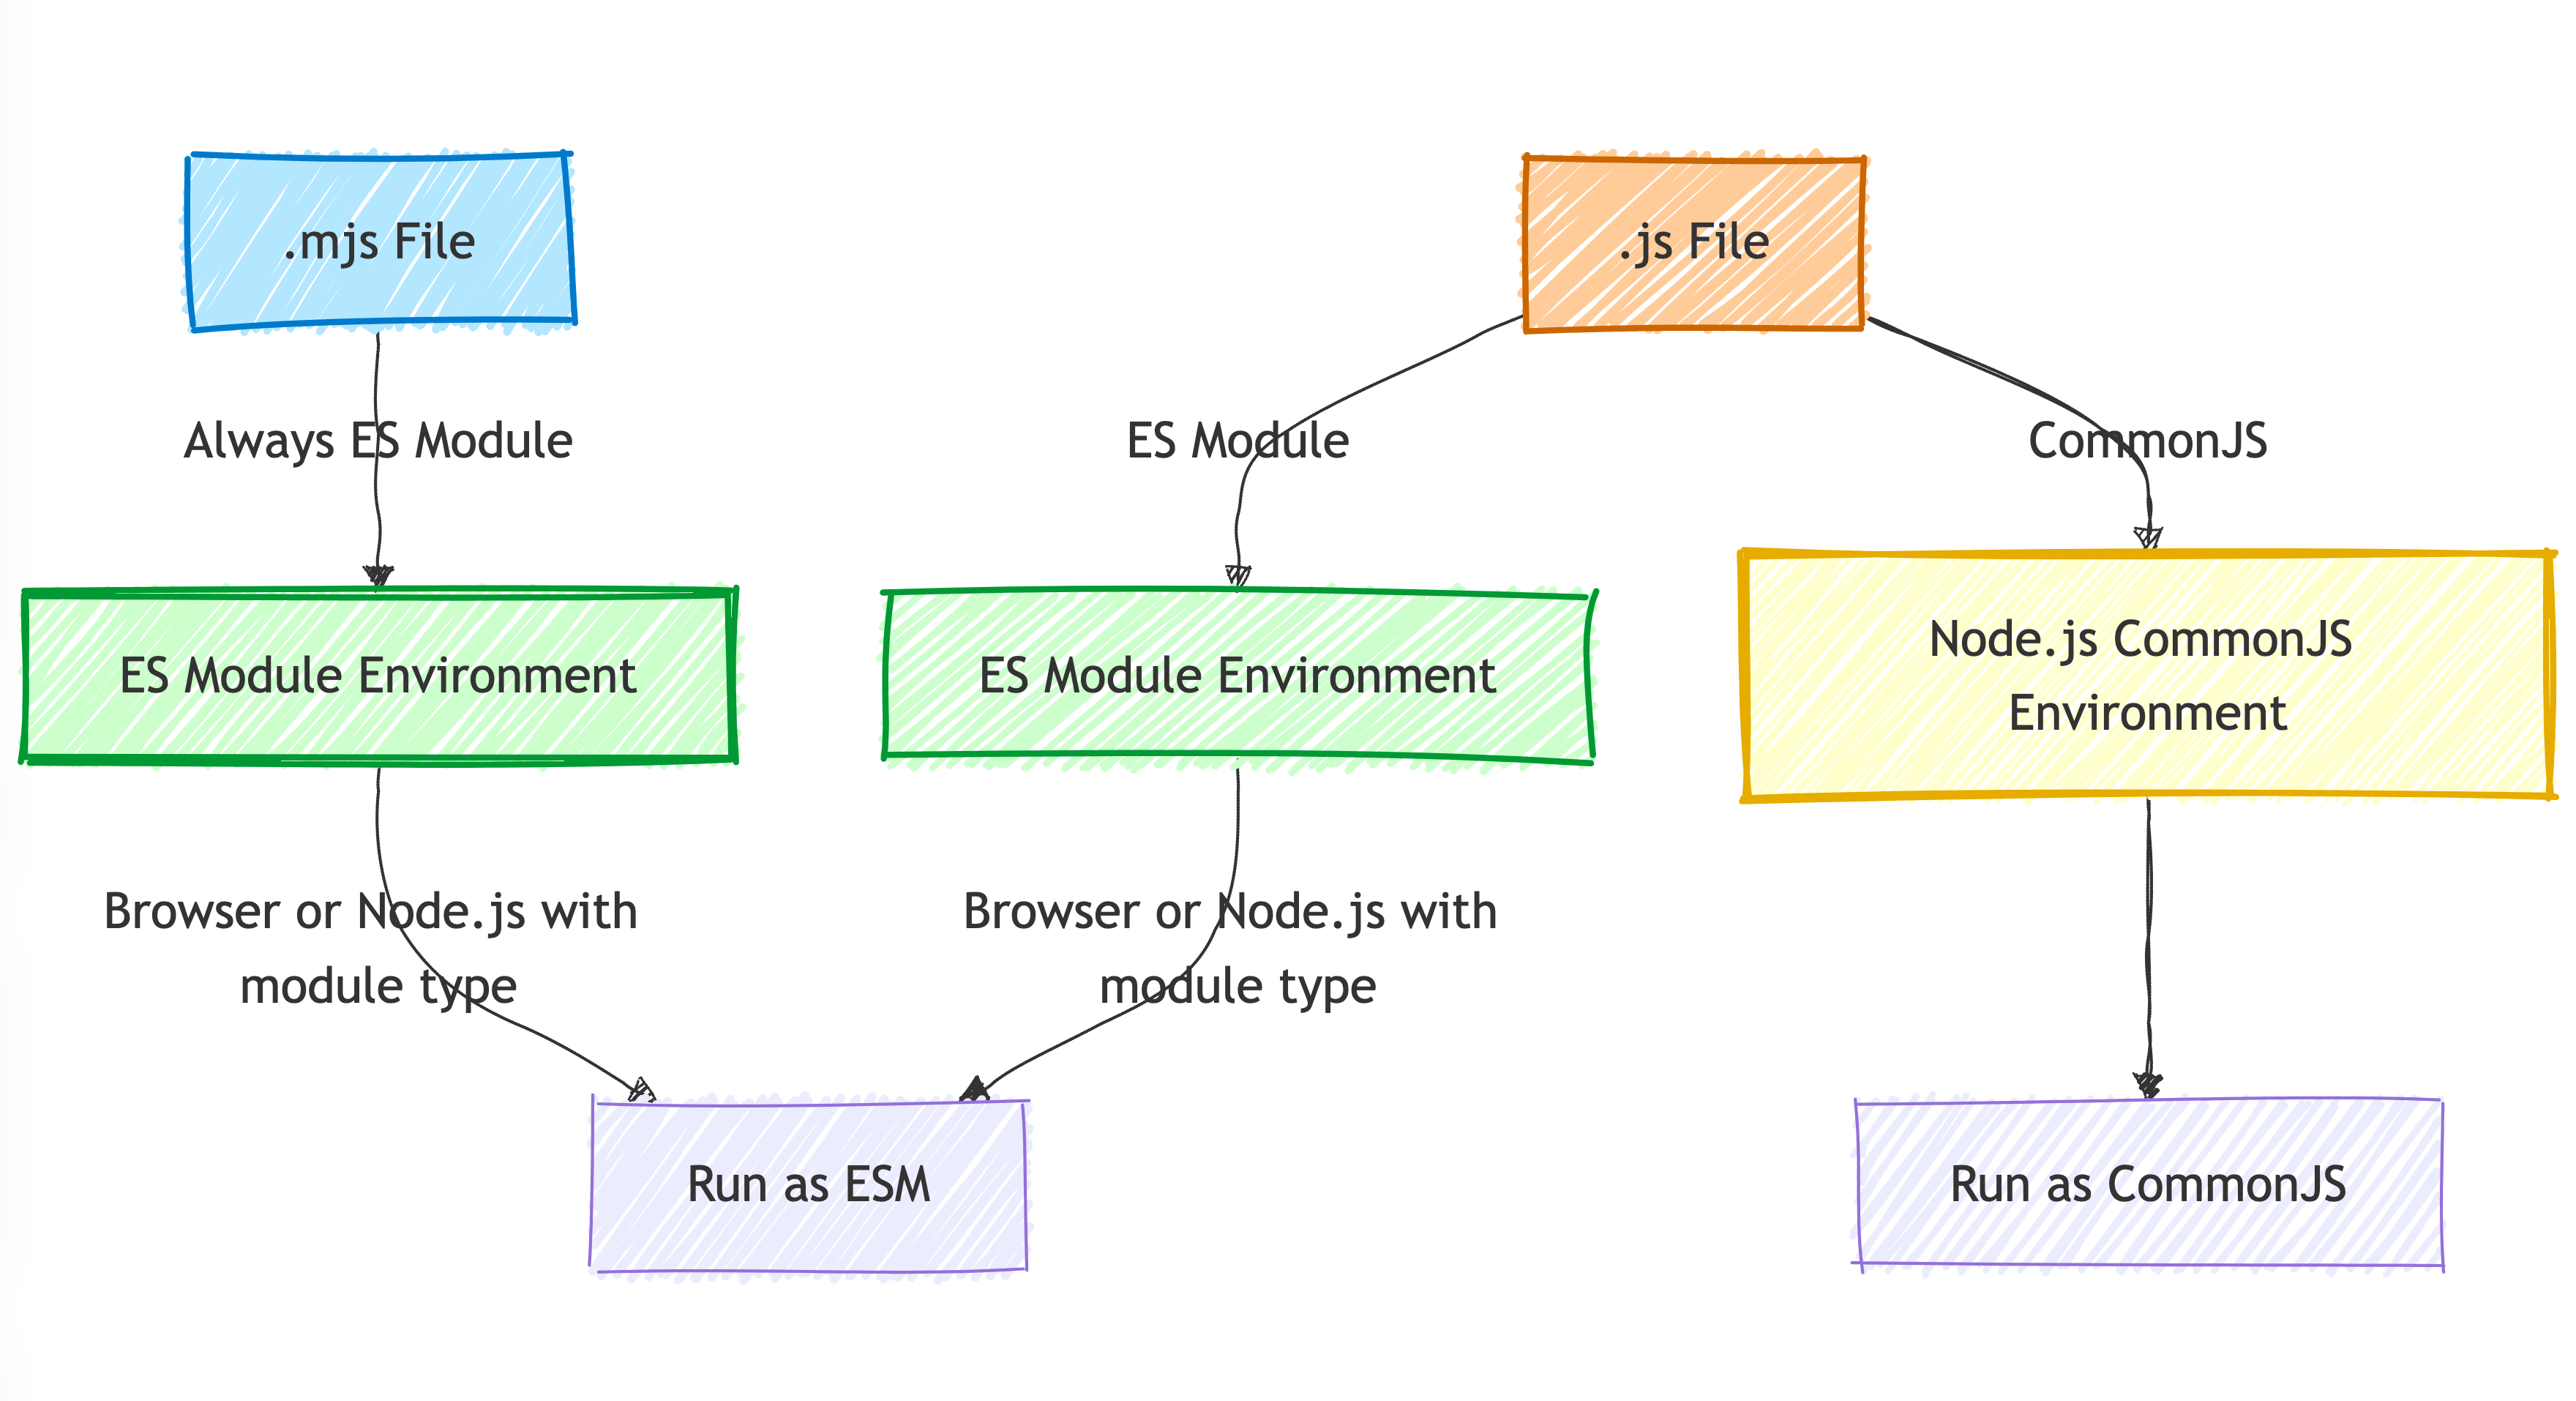 .mjs File
.js File
Always ES Module
ES Module
CommonJS
ES Module Environment
ES Module Environment
Node.js CommonJS
Environment
Browser or Node.js with
module type
Browser or Node.js with
module type
Run as ESM
Run as CommonJS